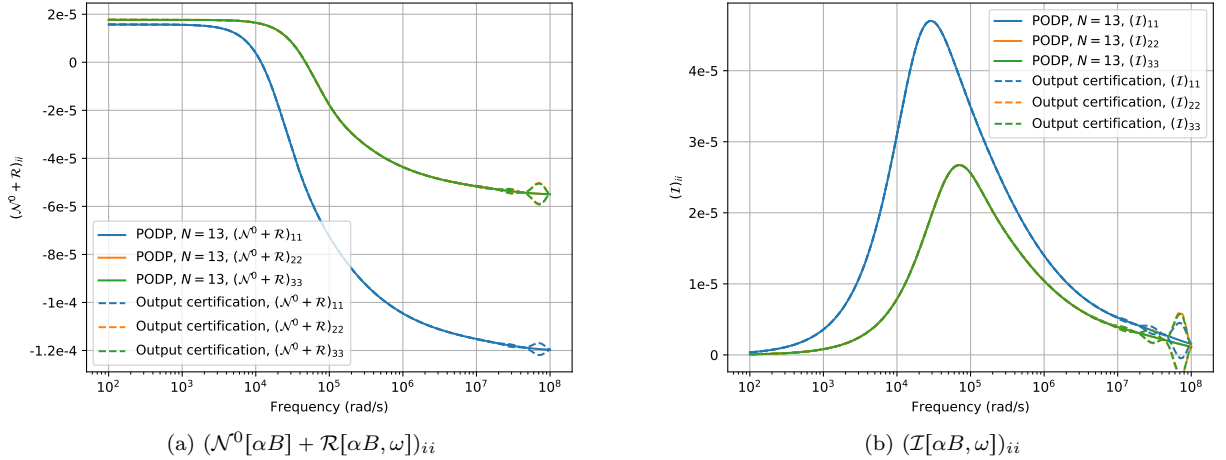 2e-5
0
-2e-5
-4e-5
-6e-5
-8e-5
-1e-4
-1.2e-4
(𝒩⁰ + ℛ)ᵢᵢ
PODP, N = 13, (𝒩⁰ + ℛ)₁₁
PODP, N = 13, (𝒩⁰ + ℛ)₂₂
PODP, N = 13, (𝒩⁰ + ℛ)₃₃
Output certification, (𝒩⁰ + ℛ)₁₁
Output certification, (𝒩⁰ + ℛ)₂₂
Output certification, (𝒩⁰ + ℛ)₃₃
10² 10³ 10⁴ 10⁵ 10⁶ 10⁷ 10⁸
Frequency (rad/s)
(a) (𝒩⁰[αB] + ℛ[αB, ω])ᵢᵢ
4e-5
3e-5
2e-5
1e-5
0
(ℐ)ᵢᵢ
PODP, N = 13, (ℐ)₁₁
PODP, N = 13, (ℐ)₂₂
PODP, N = 13, (ℐ)₃₃
Output certification, (ℐ)₁₁
Output certification, (ℐ)₂₂
Output certification, (ℐ)₃₃
10² 10³ 10⁴ 10⁵ 10⁶ 10⁷ 10⁸
Frequency (rad/s)
(b) (ℐ[αB, ω])ᵢᵢ